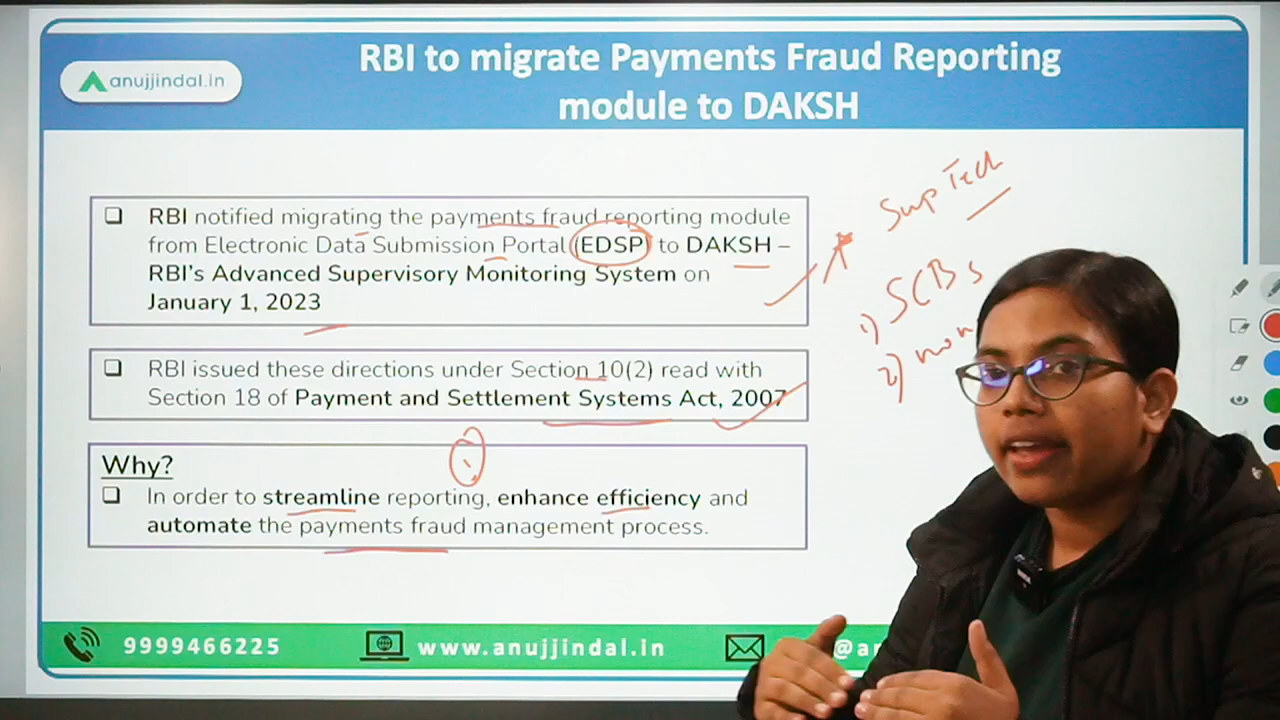 RBI to migrate Payments Fraud Reporting
module to DAKSH
anujjindal.in
RBI notified migrating the payments fraud reporting module
from Electronic Data Submission Portal (EDSP) to DAKSH –
RBI's Advanced Supervisory Monitoring System on
January 1, 2023
RBI issued these directions under Section 10(2) read with
Section 18 of Payment and Settlement Systems Act, 2007
Why?
In order to streamline reporting, enhance efficiency and
automate the payments fraud management process.
SupTech
1) SCBs
2) non
9999466225
www.anujjindal.in